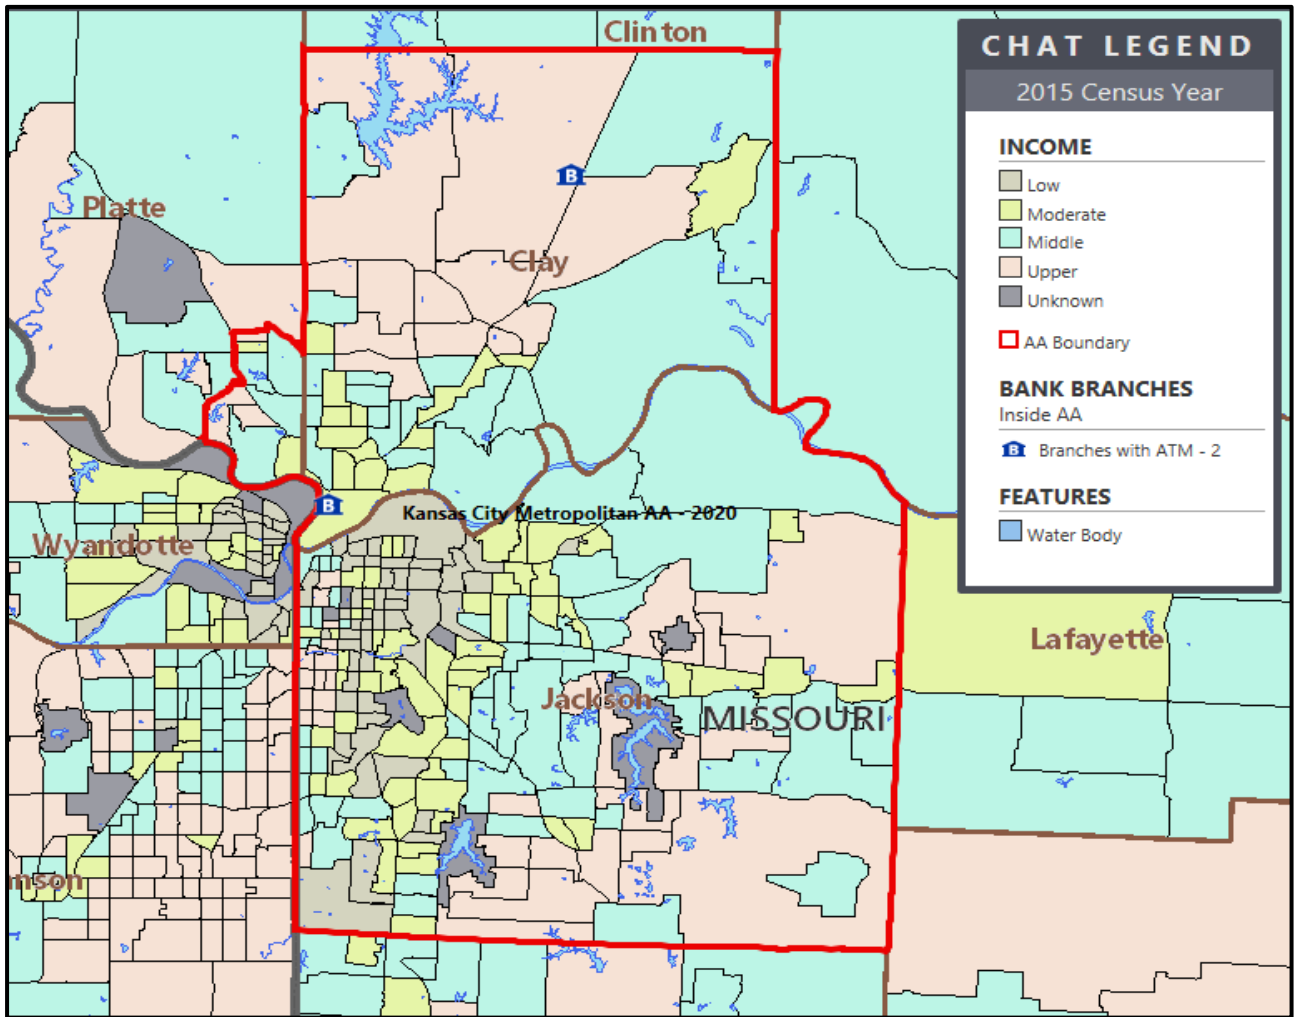 Clinton
CHAT LEGEND
2015 Census Year
INCOME
Low
Moderate
Middle
Upper
Unknown
AA Boundary
BANK BRANCHES
Inside AA
B Branches with ATM - 2
FEATURES
Water Body
B
Platte
Clay
B
Kansas City Metropolitan AA - 2020
Wyandotte
Lafayette
Jackson
MISSOURI
nson